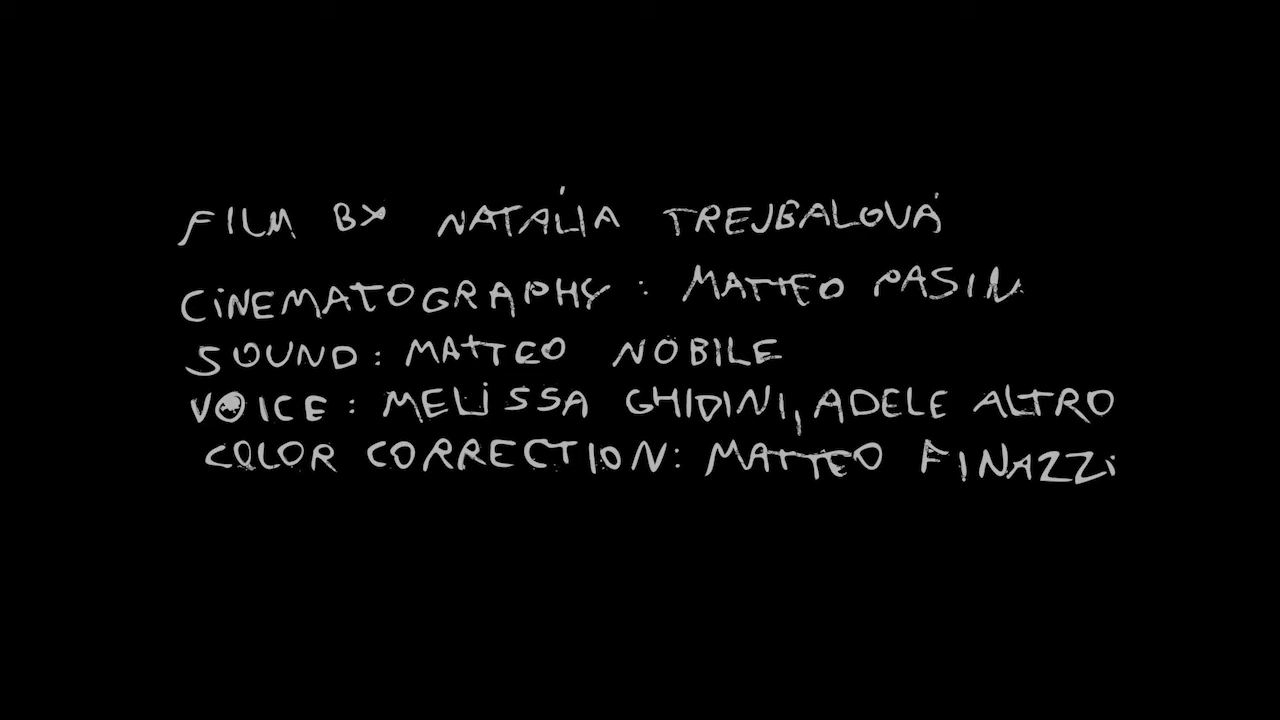 FILM BY NATÁLIA TREJBALOVÁ
CINEMATOGRAPHY : MATTEO PASIN
SOUND : MATTEO NOBILE
VOICE : MELISSA GHIDINI, ADELE ALTRO
COLOR CORRECTION : MATTEO FINAZZI